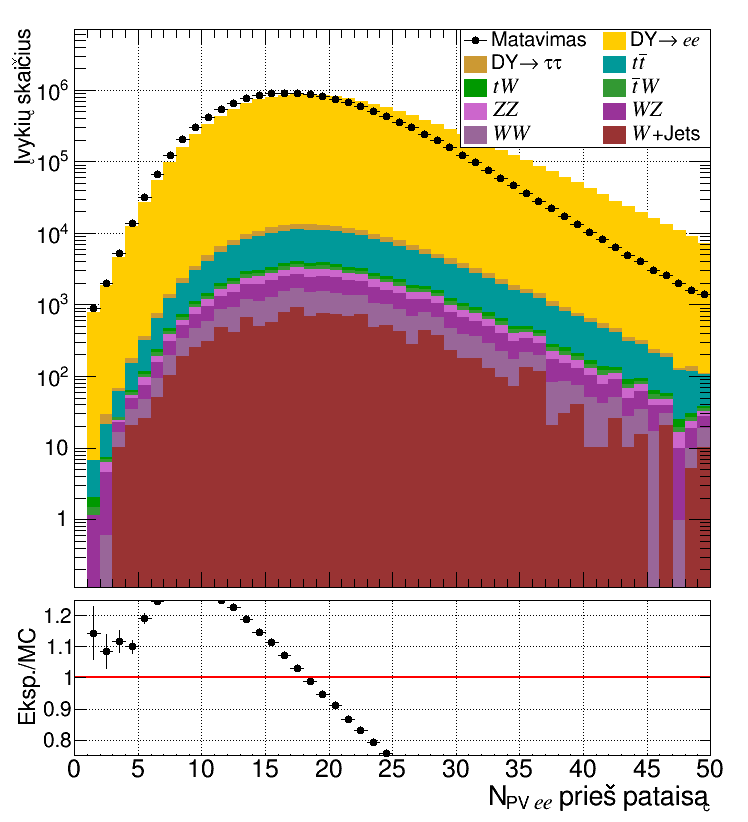 Įvykių skaičius
Matavimas
DY→ ee
DY→ ττ
tt̄
tW
t̄W
ZZ
WZ
WW
W+Jets
10⁶
10⁵
10⁴
10³
10²
10
1
Eksp./MC
1.2
1.1
1
0.9
0.8
0 5 10 15 20 25 30 35 40 45 50
N_PV ee prieš pataisą
c